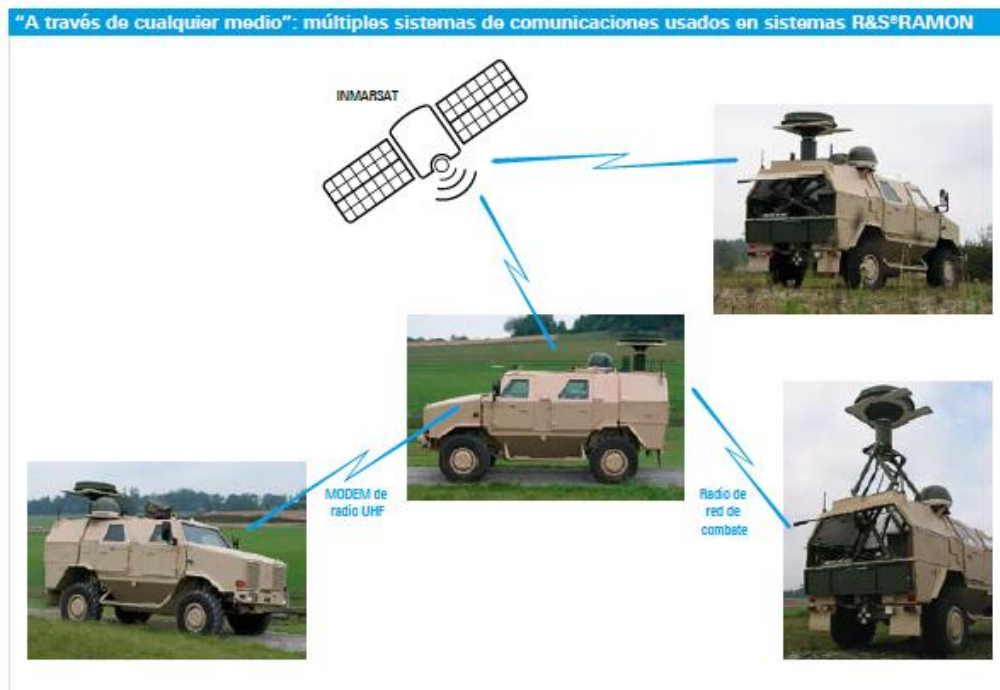 “A través de cualquier medio”: múltiples sistemas de comunicaciones usados en sistemas R&S®RAMON
INMARSAT
MODEM de
radio UHF
Radio de
red de
combate